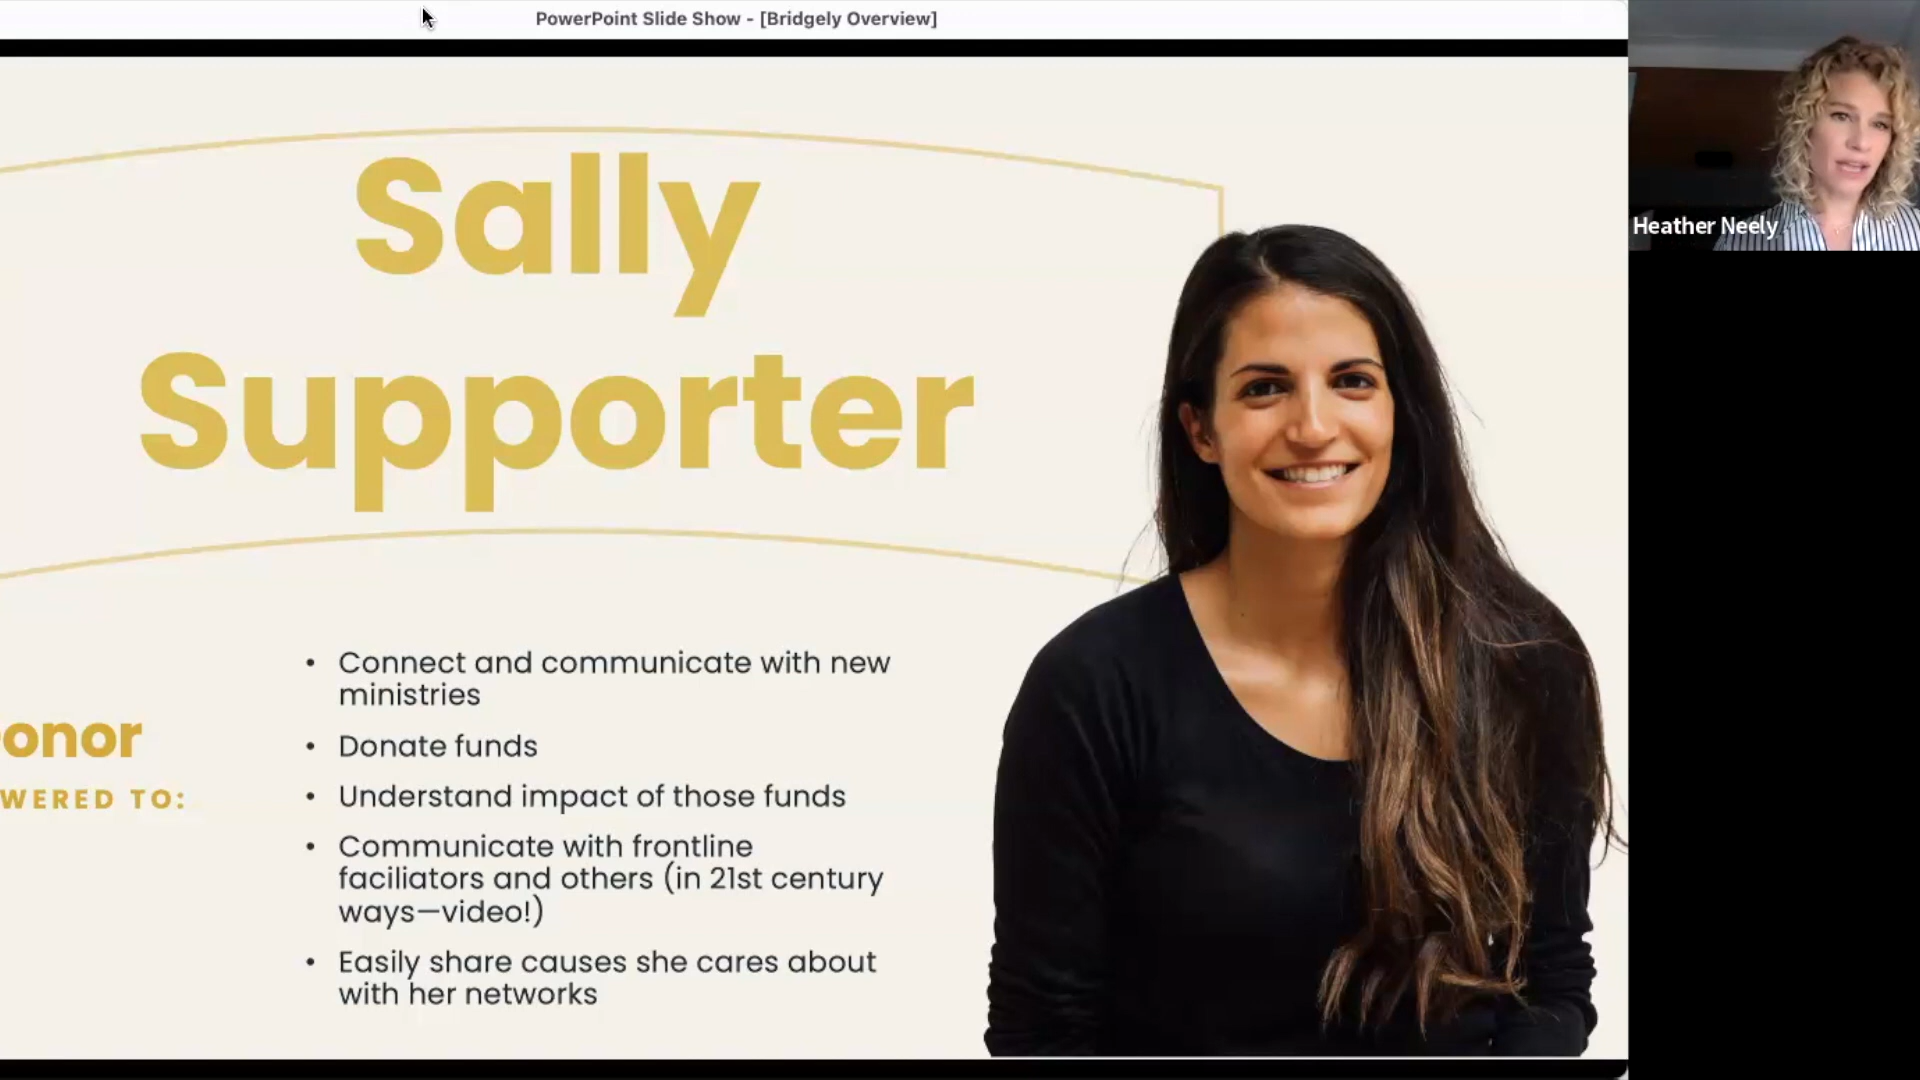 PowerPoint Slide Show - [Bridgely Overview]
Sally
Supporter
Heather Neely
onor
WERED TO:
• Connect and communicate with new
ministries
• Donate funds
• Understand impact of those funds
• Communicate with frontline
faciliators and others (in 21st century
ways—video!)
• Easily share causes she cares about
with her networks